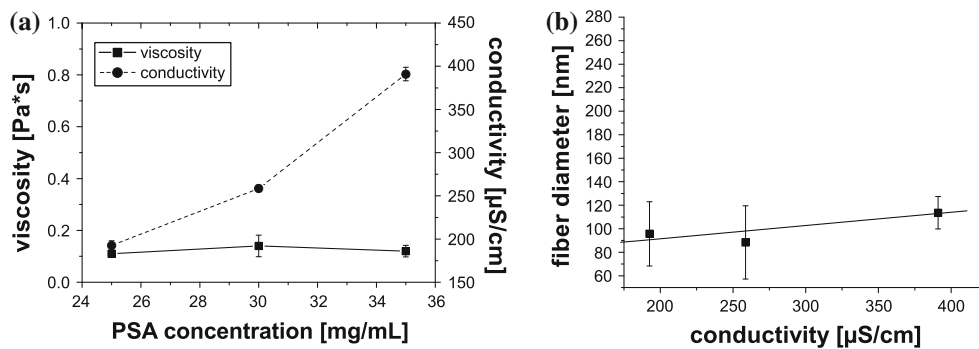 (a)
viscosity [Pa*s]
1.0
0.8
0.6
0.4
0.2
0.0
viscosity
conductivity
450
400
350
300
250
200
150
conductivity [µS/cm]
24 26 28 30 32 34 36
PSA concentration [mg/mL]
(b)
fiber diameter [nm]
280
260
240
220
200
180
160
140
120
100
80
60
200 250 300 350 400
conductivity [µS/cm]